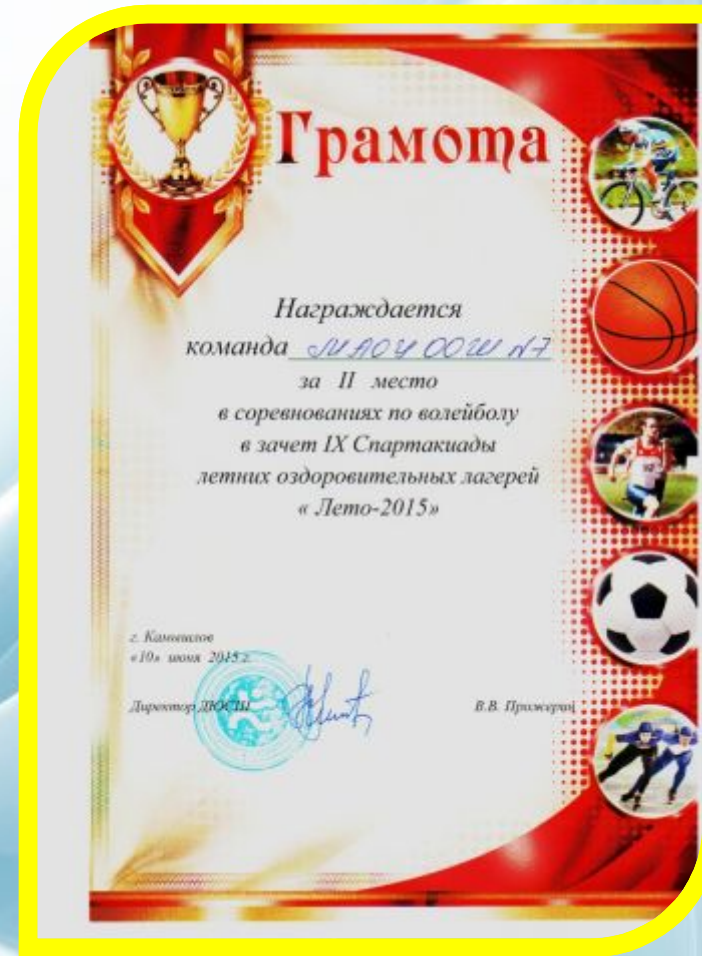 Грамота
Награждается
команда МАОУ ООШ №7
за II место
в соревнованиях по волейболу
в зачет IX Спартакиады
летних оздоровительных лагерей
« Лето-2015»
г. Камышлов
«10» июня 2015 г.
Директор ДЮСШ
В.В.